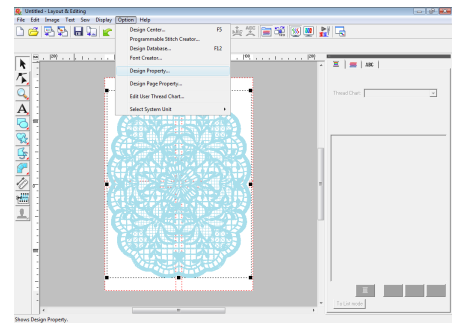 Untitled - Layout & Editing
File Edit Image Text Sew Display Option Help
Design Center... F5
Programmable Stitch Creator...
Design Database... F12
Font Creator...
Design Property...
Design Page Property...
Edit User Thread Chart...
Select System Unit
ABC
Thread Chart
To List mode
Shows Design Property.